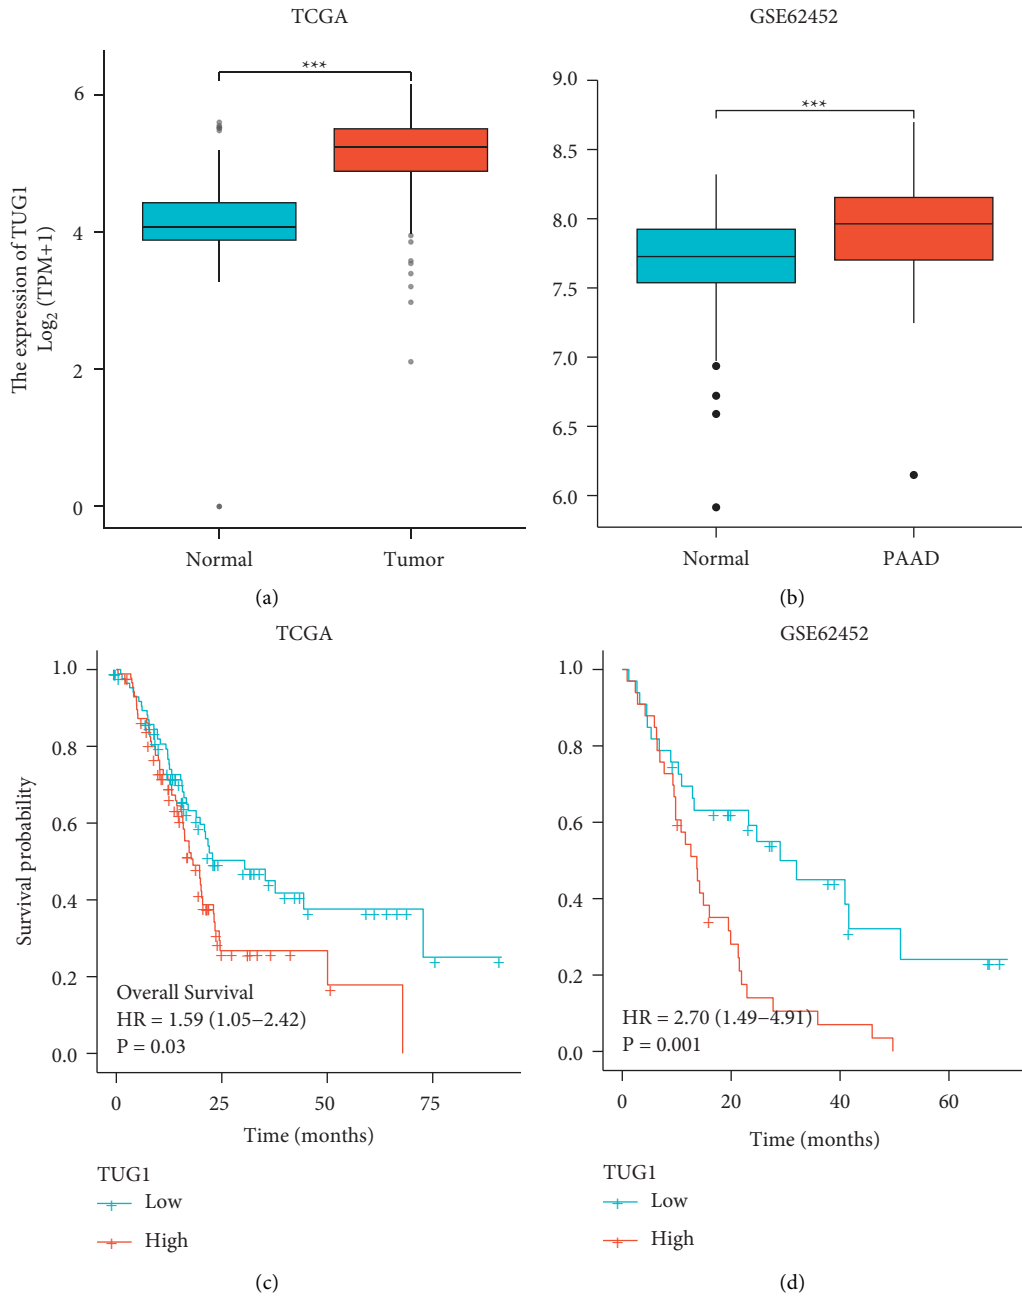 TCGA
The expression of TUG1
Log₂ (TPM+1)
6
4
2
0
***
Normal
Tumor
(a)
GSE62452
9.0
8.5
8.0
7.5
7.0
6.5
6.0
***
Normal
PAAD
(b)
TCGA
Survival probability
1.0
0.8
0.6
0.4
0.2
0.0
Overall Survival
HR = 1.59 (1.05−2.42)
P = 0.03
0
25
50
75
Time (months)
TUG1
Low
High
(c)
GSE62452
1.0
0.8
0.6
0.4
0.2
0.0
HR = 2.70 (1.49−4.91)
P = 0.001
0
20
40
60
Time (months)
TUG1
Low
High
(d)